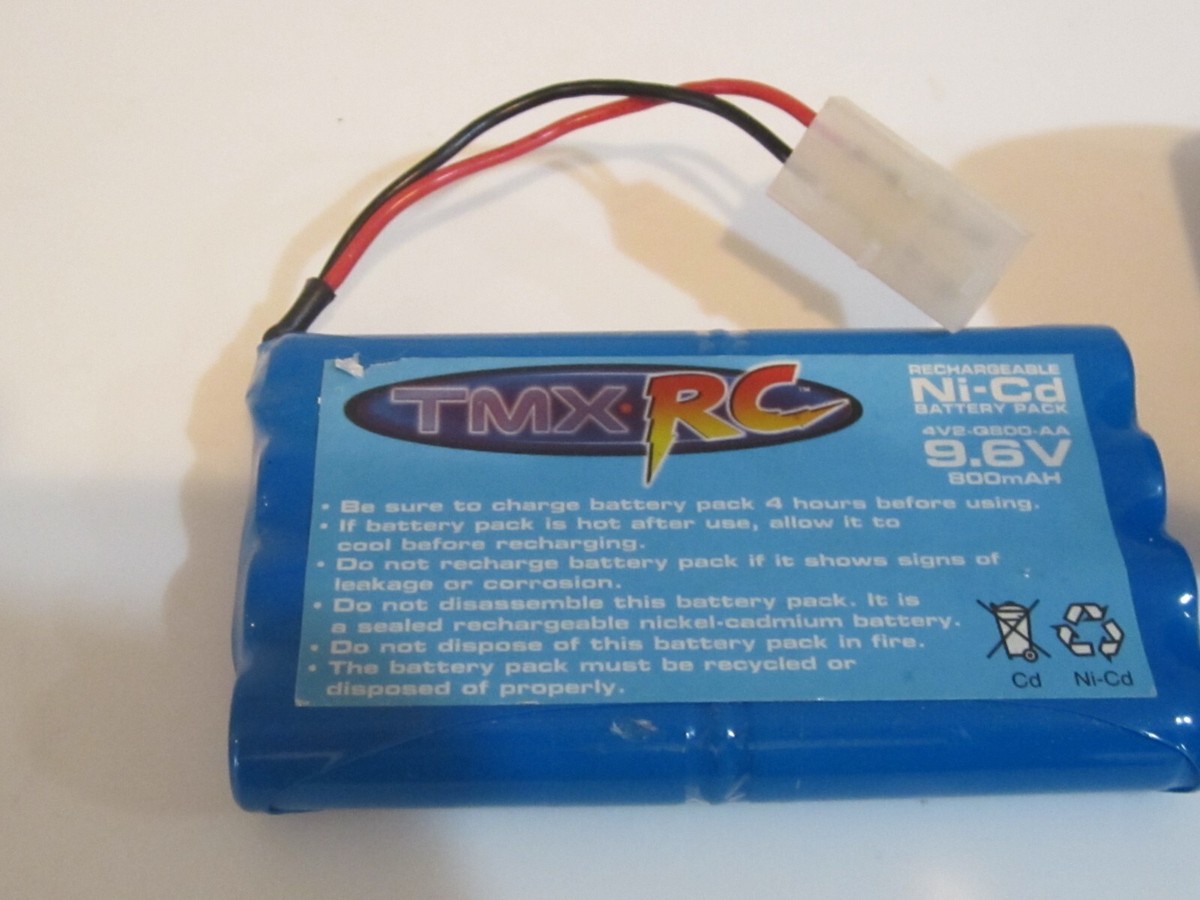 TMX·RC™
RECHARGEABLE
Ni-Cd
BATTERY PACK
4V2-G800-AA
9.6V
800mAH
• Be sure to charge battery pack 4 hours before using.
• If battery pack is hot after use, allow it to
cool before recharging.
• Do not recharge battery pack if it shows signs of
leakage or corrosion.
• Do not disassemble this battery pack. It is
a sealed rechargeable nickel-cadmium battery.
• Do not dispose of this battery pack in fire.
• The battery pack must be recycled or
disposed of properly.
Cd
Ni-Cd